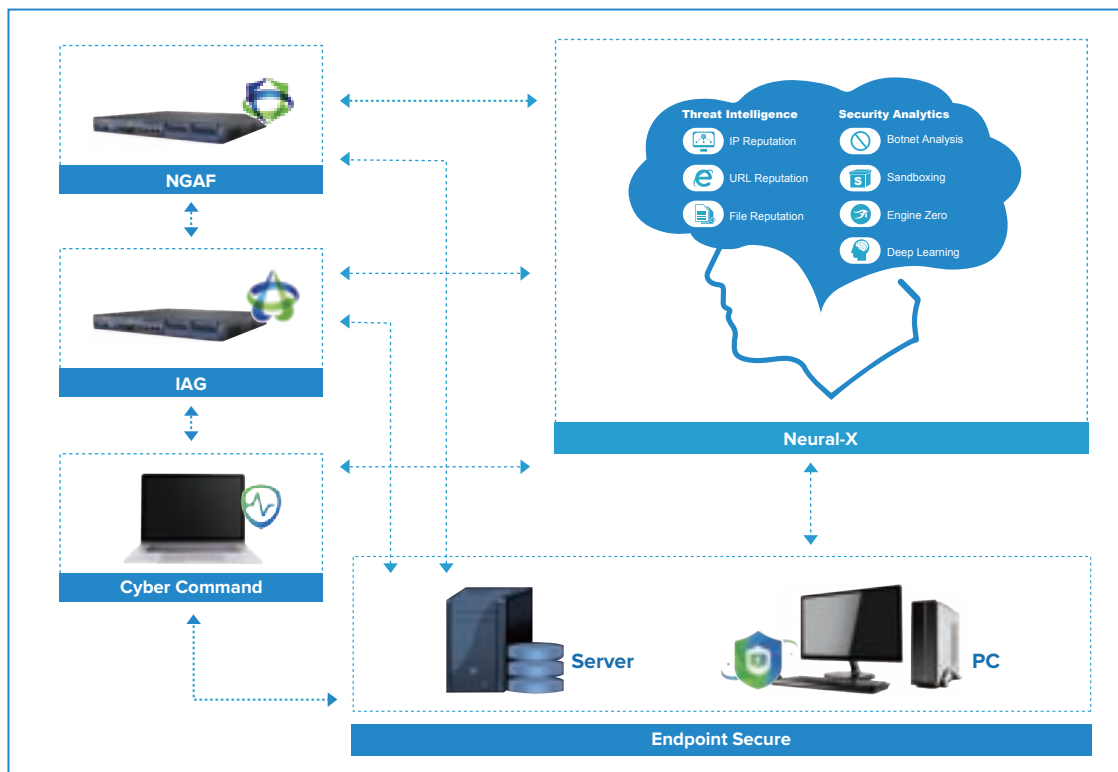 NGAF
IAG
Cyber Command
Threat Intelligence
IP Reputation
URL Reputation
File Reputation
Security Analytics
Botnet Analysis
S
Sandboxing
Engine Zero
Deep Learning
Neural-X
Server
PC
Endpoint Secure